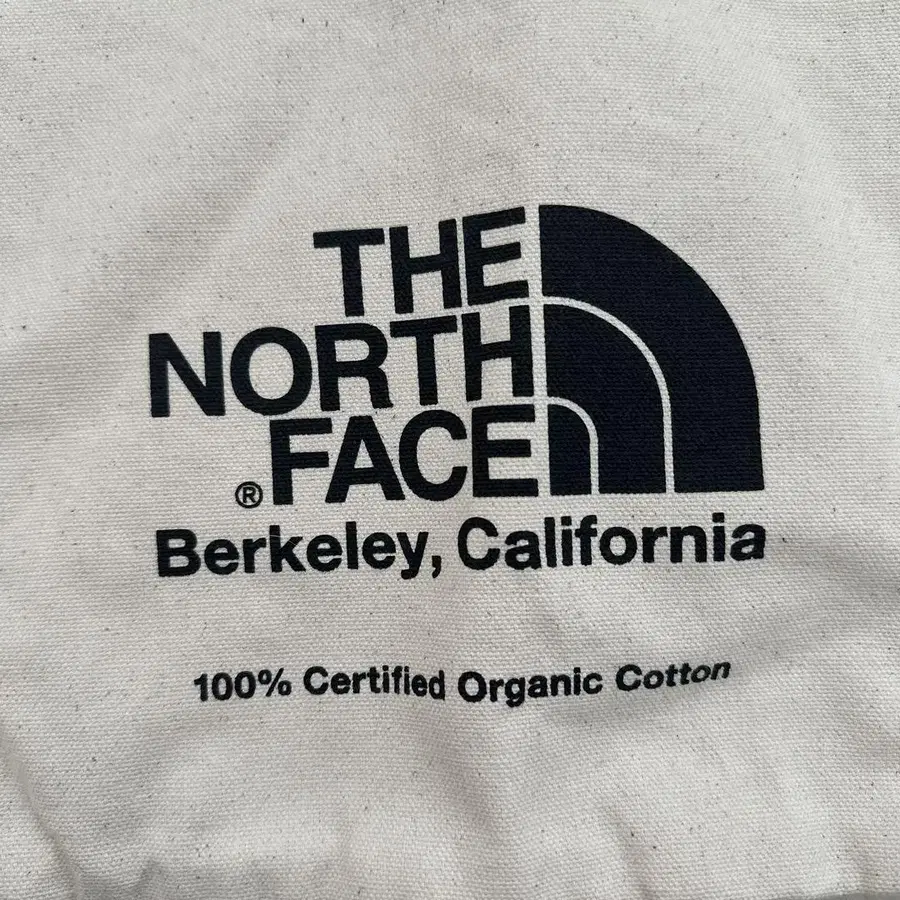 THE
NORTH
®FACE
Berkeley, California
100% Certified Organic Cotton